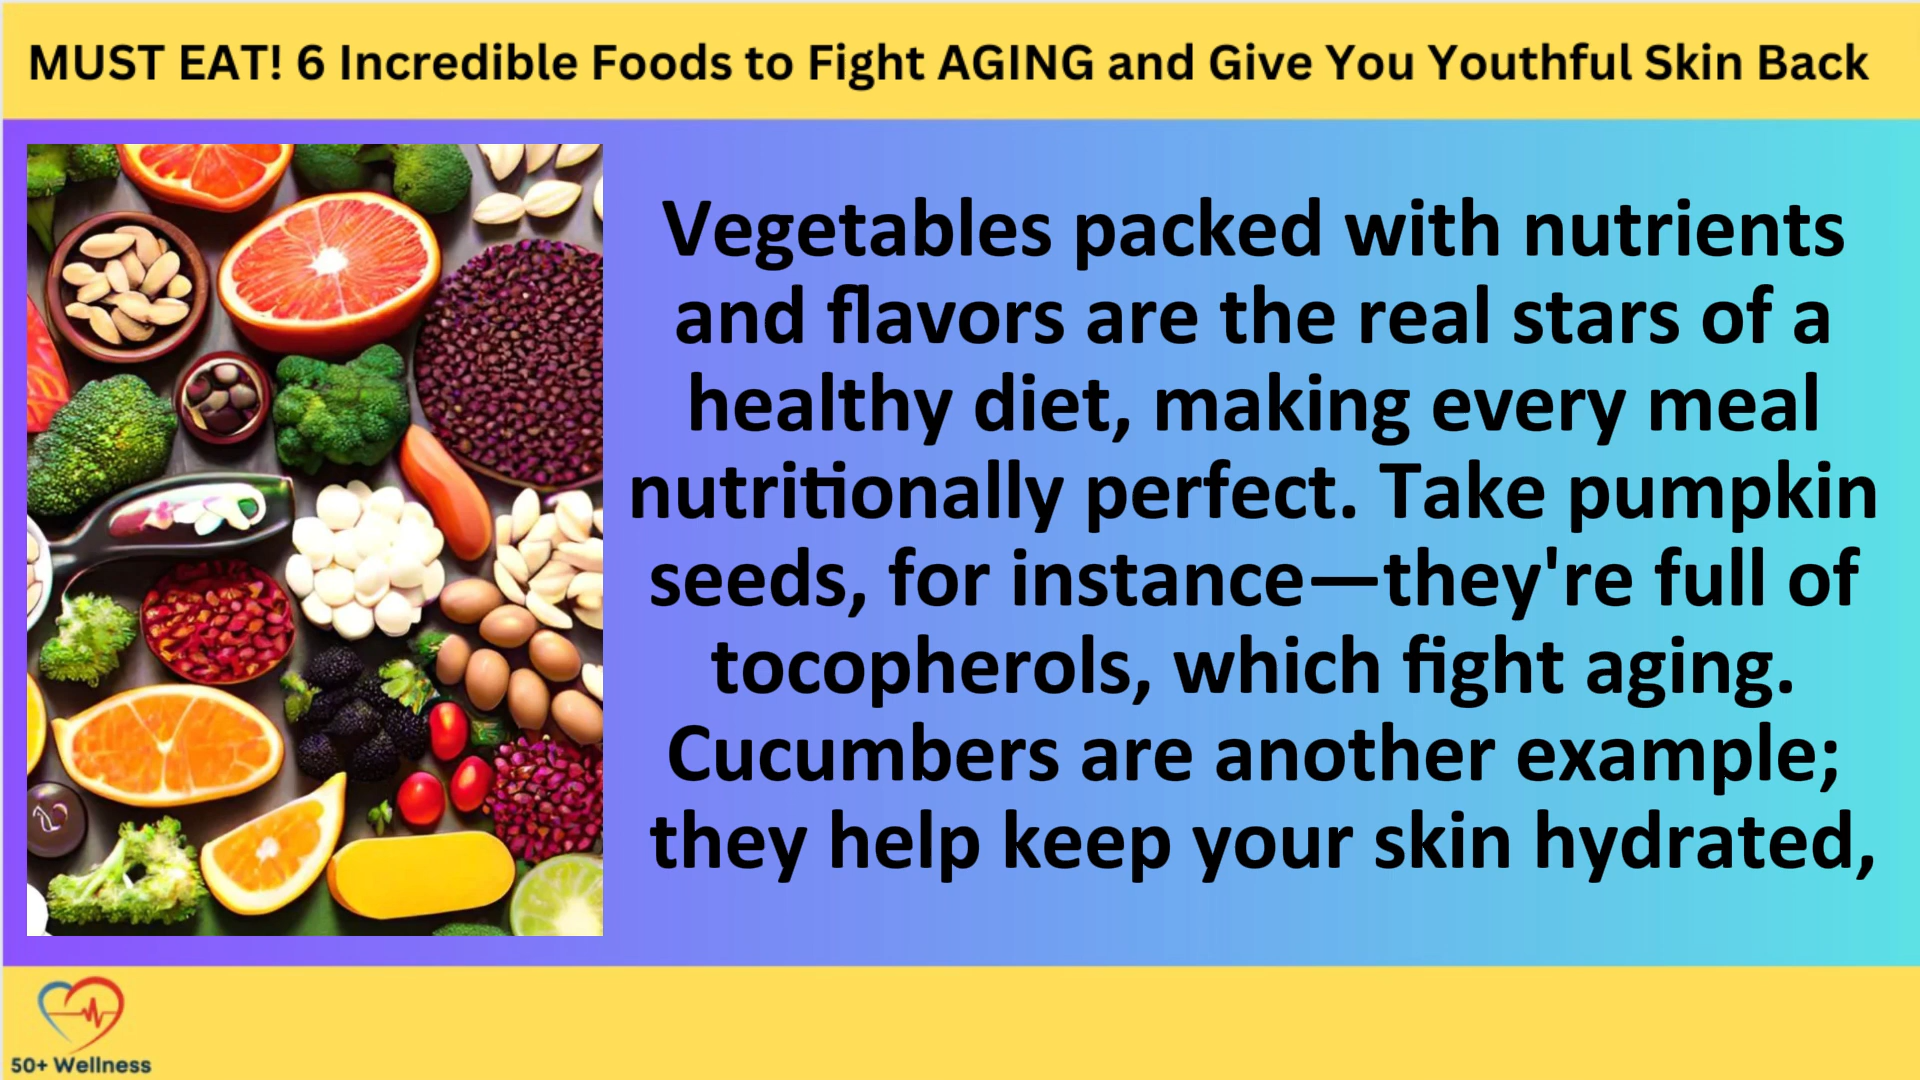 MUST EAT! 6 Incredible Foods to Fight AGING and Give You Youthful Skin Back
Vegetables packed with nutrients
and flavors are the real stars of a
healthy diet, making every meal
nutritionally perfect. Take pumpkin
seeds, for instance—they're full of
tocopherols, which fight aging.
Cucumbers are another example;
they help keep your skin hydrated,
50+ Wellness